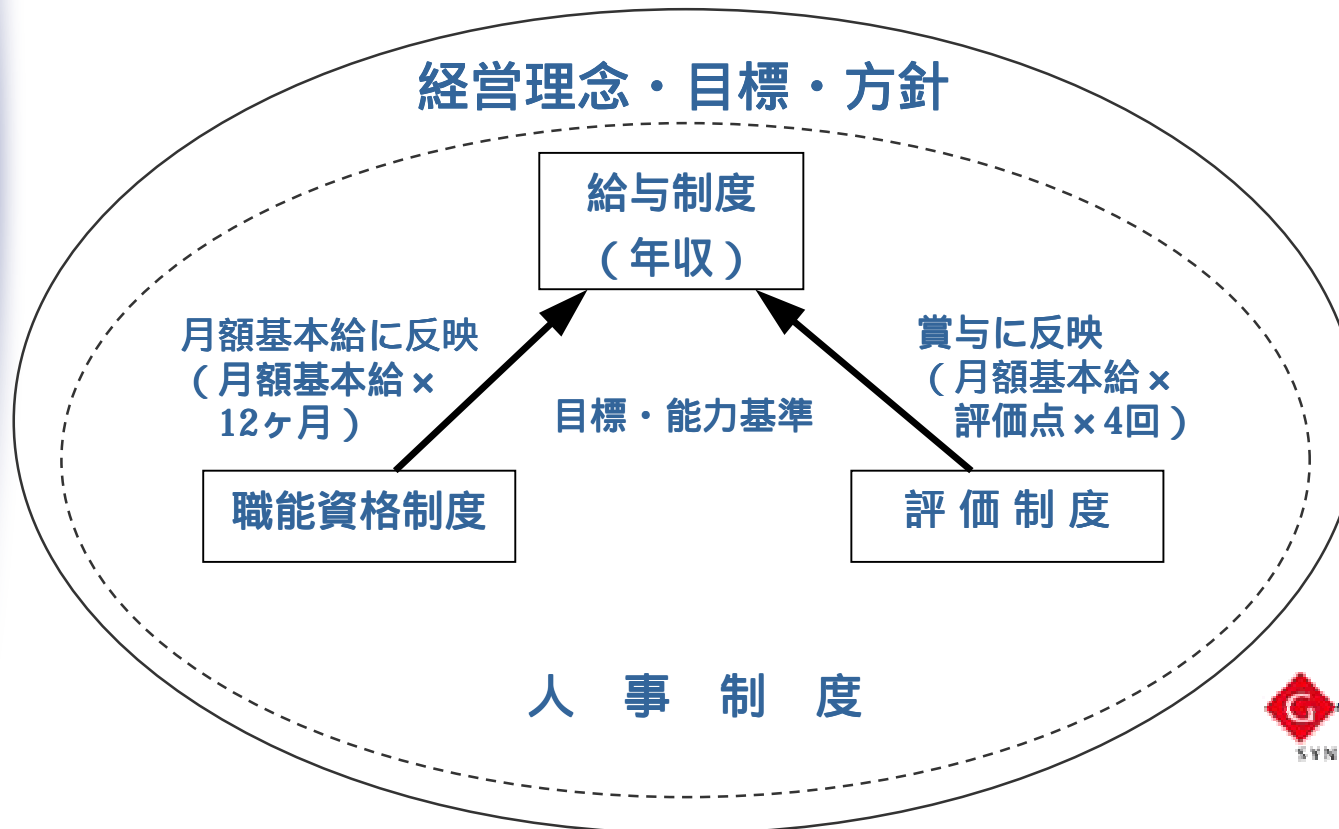 経営理念・目標・方針
給与制度
（年収）
月額基本給に反映
（月額基本給×
12ヶ月）
賞与に反映
（月額基本給×
評価点×4回）
目標・能力基準
職能資格制度
評 価 制 度
人 事 制 度
G
SYN